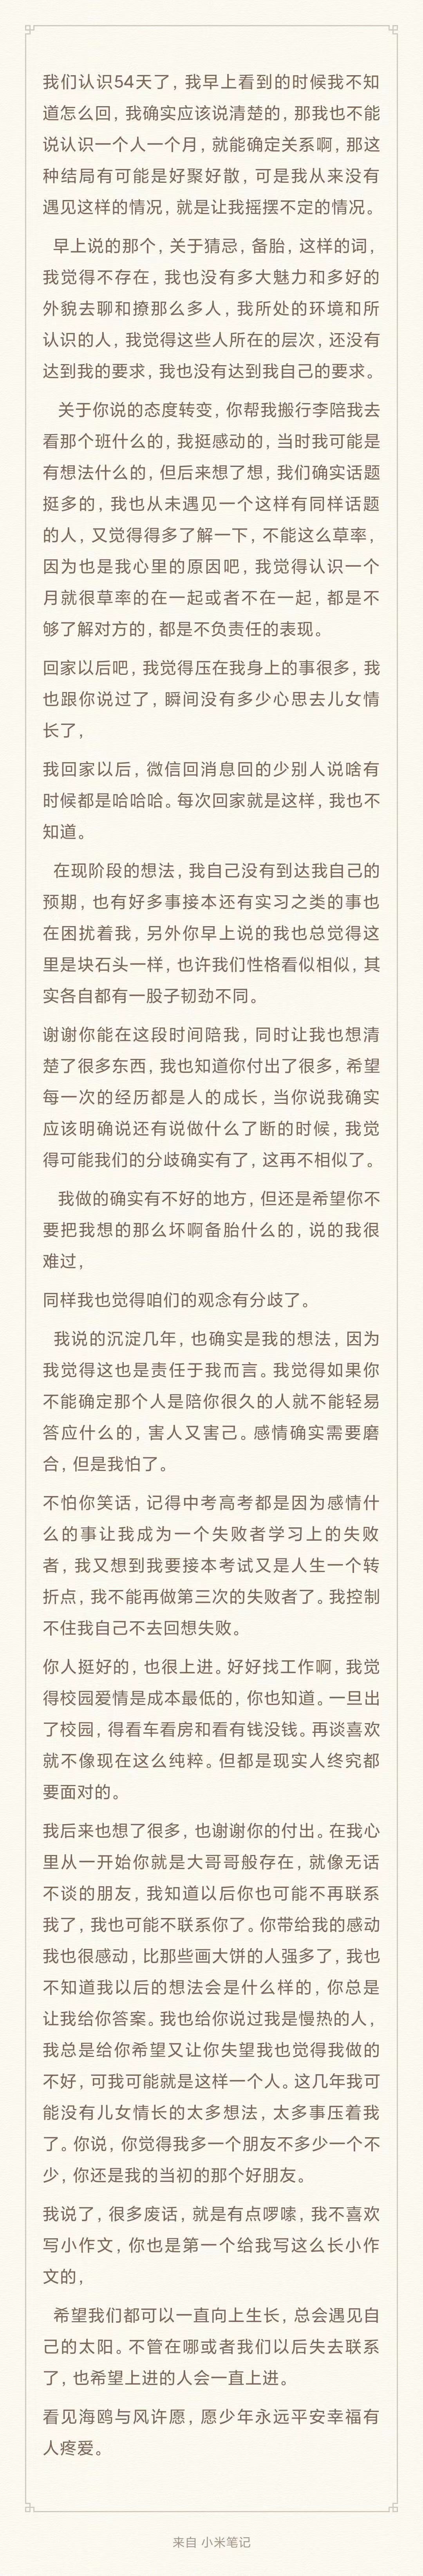 我们认识54天了，我早上看到的时候我不知
道怎么回，我确实应该说清楚的，那我也不能
说认识一个人一个月，就能确定关系啊，那这
种结局有可能是好聚好散，可是我从来没有
遇见这样的情况，就是让我摇摆不定的情况。
早上说的那个，关于猜忌，备胎，这样的词，
我觉得不存在，我也没有多大魅力和多好的
外貌去聊和撩那么多人，我所处的环境和所
认识的人，我觉得这些人所在的层次，还没有
达到我的要求，我也没有达到我自己的要求。
关于你说的态度转变，你帮我搬行李陪我去
看那个班什么的，我挺感动的，当时我可能是
有想法什么的，但后来想了想，我们确实话题
挺多的，我也从未遇见一个这样有同样话题
的人，又觉得得多了解一下，不能这么草率，
因为也是我心里的原因吧，我觉得认识一个
月就很草率的在一起或者不在一起，都是不
够了解对方的，都是不负责任的表现。
回家以后吧，我觉得压在我身上的事很多，我
也跟你说过了，瞬间没有多少心思去儿女情
长了，
我回家以后，微信回消息回的少别人说啥有
时候都是哈哈哈。每次回家就是这样，我也不
知道。
在现阶段的想法，我自己没有到达我自己的
预期，也有好多事接本还有实习之类的事也
在困扰着我，另外你早上说的我也总觉得这
里是块石头一样，也许我们性格看似相似，其
实各自都有一股子韧劲不同。
谢谢你能在这段时间陪我，同时让我也想清
楚了很多东西，我也知道你付出了很多，希望
每一次的经历都是人的成长，当你说我确实
应该明确说还有说做什么了断的时候，我觉
得可能我们的分歧确实有了，这再不相似了。
我做的确实有不好的地方，但还是希望你不
要把我想的那么坏啊备胎什么的，说的我很
难过，
同样我也觉得咱们的观念有分歧了。
我说的沉淀几年，也确实是我的想法，因为
我觉得这也是责任于我而言。我觉得如果你
不能确定那个人是陪你很久的人就不能轻易
答应什么的，害人又害己。感情确实需要磨
合，但是我怕了。
不怕你笑话，记得中考高考都是因为感情什
么的事让我成为一个失败者学习上的失败
者，我又想到我要接本考试又是人生一个转
折点，我不能再做第三次的失败者了。我控制
不住我自己不去回想失败。
你人挺好的，也很上进。好好找工作啊，我觉
得校园爱情是成本最低的，你也知道。一旦出
了校园，得看车看房和看有钱没钱。再谈喜欢
就不像现在这么纯粹。但都是现实人终究都
要面对的。
我后来也想了很多，也谢谢你的付出。在我心
里从一开始你就是大哥哥般存在，就像无话
不谈的朋友，我知道以后你也可能不再联系
我了，我也可能不联系你了。你带给我的感动
我也很感动，比那些画大饼的人强多了，我也
不知道我以后的想法会是什么样的，你总是
让我给你答案。我也给你说过我是慢热的人，
我总是给你希望又让你失望我也觉得我做的
不好，可我可能就是这样一个人。这几年我可
能没有儿女情长的太多想法，太多事压着我
了。你说，你觉得我多一个朋友不多少一个不
少，你还是我的当初的那个好朋友。
我说了，很多废话，就是有点啰嗦，我不喜欢
写小作文，你也是第一个给我写这么长小作
文的，
希望我们都可以一直向上生长，总会遇见自
己的太阳。不管在哪或者我们以后失去联系
了，也希望上进的人会一直上进。
看见海鸥与风许愿，愿少年永远平安幸福有
人疼爱。
来自 小米笔记